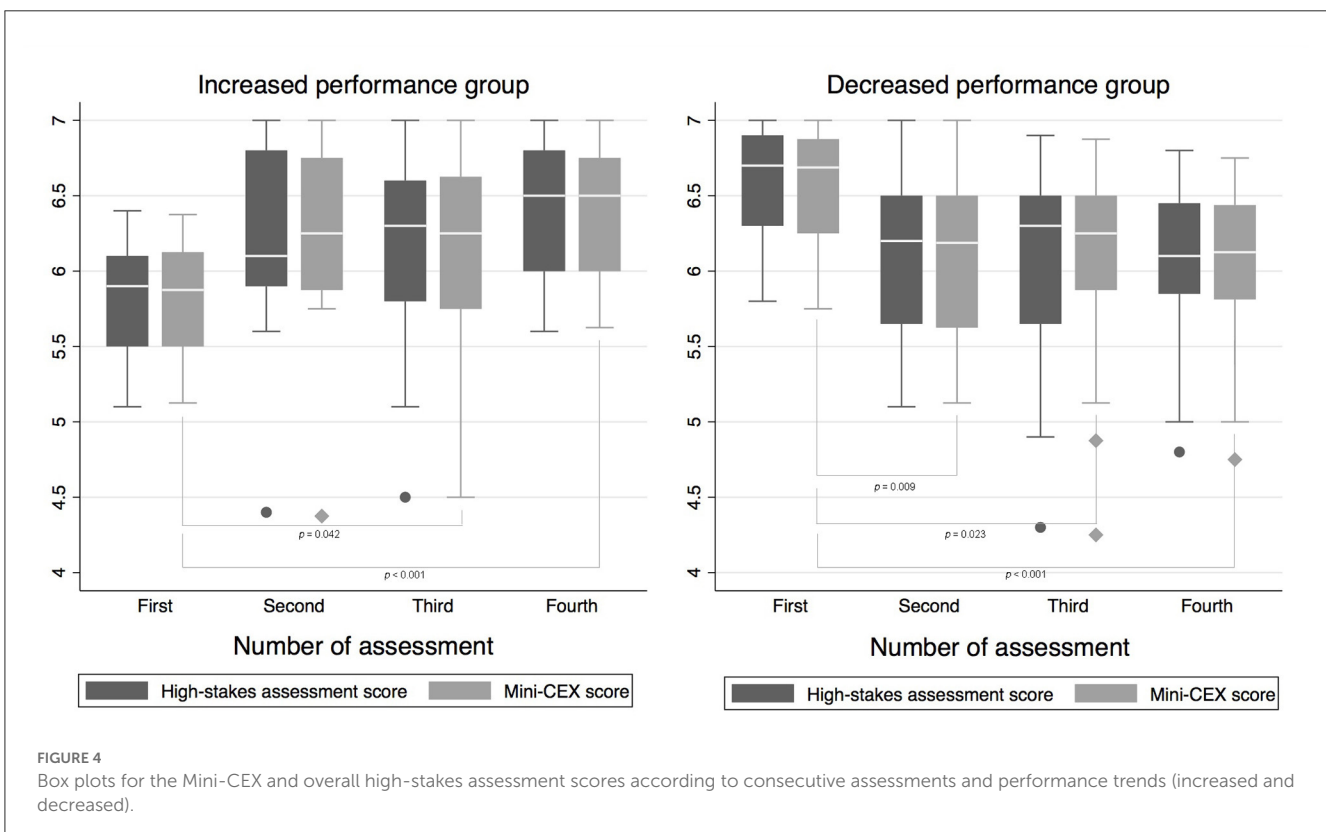 Increased performance group
7
6.5
6
5.5
5
4.5
4
p = 0.042
p < 0.001
First Second Third Fourth
Number of assessment
High-stakes assessment score Mini-CEX score
Decreased performance group
7
6.5
6
5.5
5
4.5
4
p = 0.009
p = 0.023
p < 0.001
First Second Third Fourth
Number of assessment
High-stakes assessment score Mini-CEX score
FIGURE 4
Box plots for the Mini-CEX and overall high-stakes assessment scores according to consecutive assessments and performance trends (increased and
decreased).